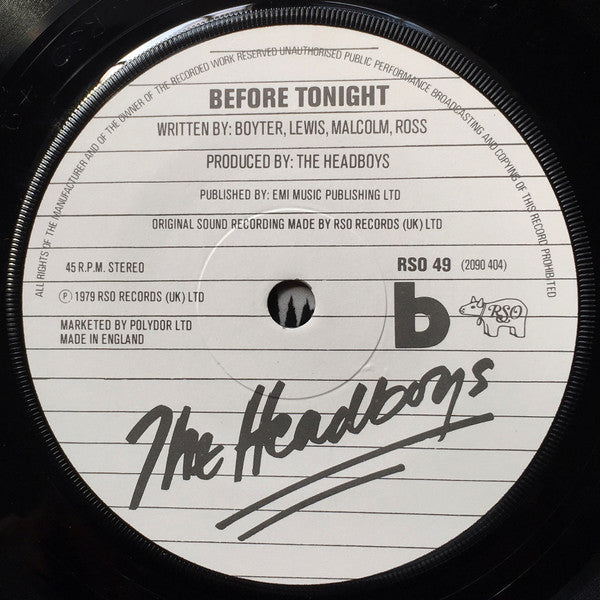 ALL RIGHTS OF THE MANUFACTURER AND OF THE OWNER OF THE RECORDED WORK RESERVED UNAUTHORISED PUBLIC PERFORMANCE BROADCASTING AND COPYING OF THIS RECORD PROHIBITED
BEFORE TONIGHT
WRITTEN BY: BOYTER, LEWIS, MALCOLM, ROSS
PRODUCED BY: THE HEADBOYS
PUBLISHED BY: EMI MUSIC PUBLISHING LTD
ORIGINAL SOUND RECORDING MADE BY RSO RECORDS (UK) LTD
45 R.P.M. STEREO
RSO 49 (2090 404)
℗ 1979 RSO RECORDS (UK) LTD
MARKETED BY POLYDOR LTD
MADE IN ENGLAND
b
RSO
The Headboys